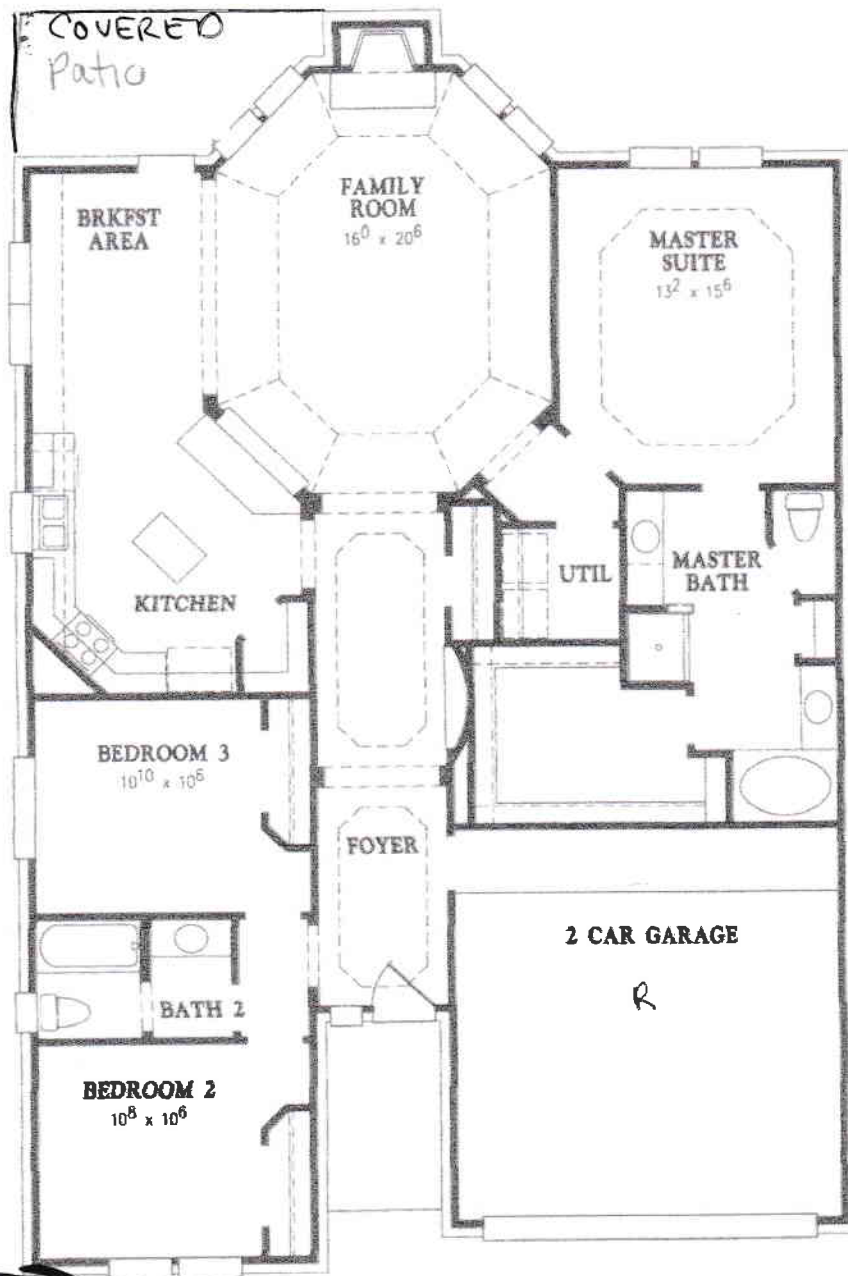 COVERED
Patio
BRKFST
AREA
FAMILY
ROOM
16⁰ x 20⁶
MASTER
SUITE
13² x 15⁶
KITCHEN
UTIL
MASTER
BATH
BEDROOM 3
10¹⁰ x 10⁶
FOYER
2 CAR GARAGE
R
BATH 2
BEDROOM 2
10⁸ x 10⁶